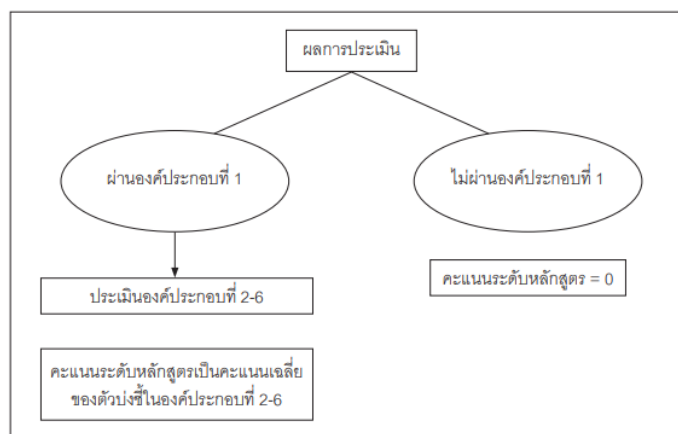 ผลการประเมิน
ผ่านองค์ประกอบที่ 1
ไม่ผ่านองค์ประกอบที่ 1
ประเมินองค์ประกอบที่ 2-6
คะแนนระดับหลักสูตร = 0
คะแนนระดับหลักสูตรเป็นคะแนนเฉลี่ย
ของตัวบ่งชี้ในองค์ประกอบที่ 2-6